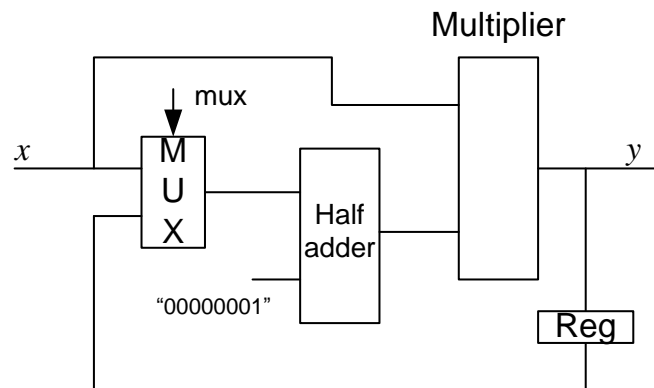 Multiplier
mux
x
M
U
X
y
Half
adder
“00000001”
Reg